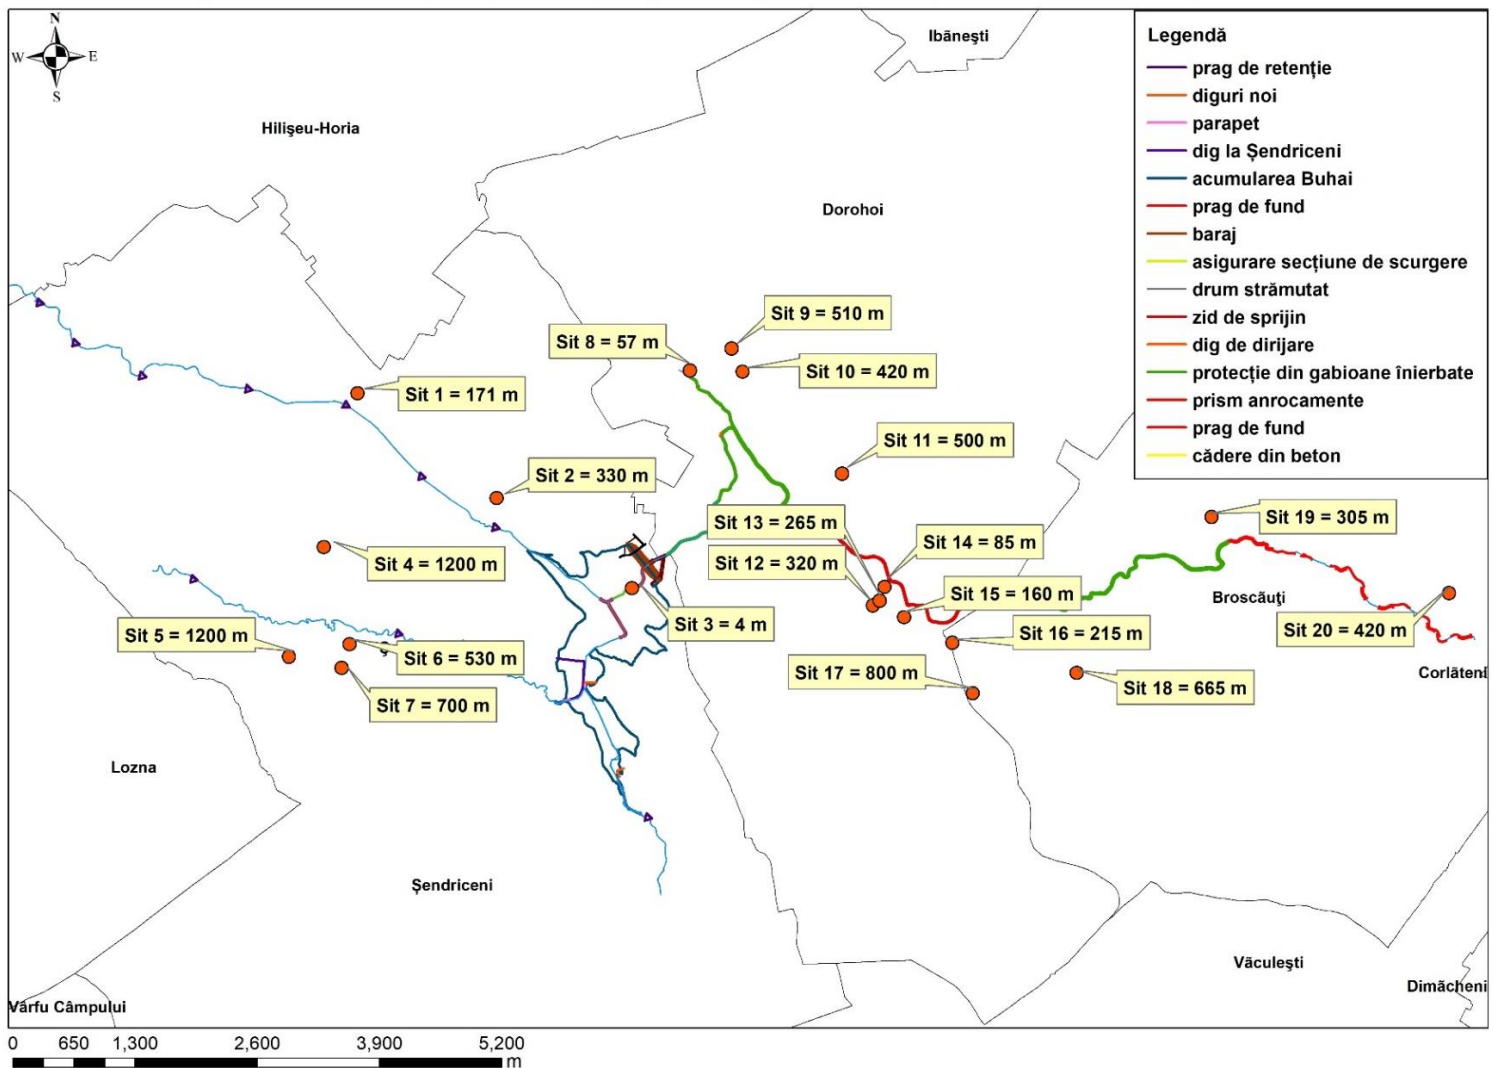 N
W
E
S
Ibănești
Hilișeu-Horia
Dorohoi
Legendă
prag de retenție
diguri noi
parapet
dig la Șendriceni
acumularea Buhai
prag de fund
baraj
asigurare secțiune de scurgere
drum strămutat
zid de sprijin
dig de dirijare
protecție din gabioane înierbate
prism anrocamente
prag de fund
cădere din beton
Sit 9 = 510 m
Sit 8 = 57 m
Sit 10 = 420 m
Sit 1 = 171 m
Sit 11 = 500 m
Sit 2 = 330 m
Sit 13 = 265 m
Sit 19 = 305 m
Sit 14 = 85 m
Sit 4 = 1200 m
Sit 12 = 320 m
Sit 15 = 160 m
Broscăuți
Sit 3 = 4 m
Sit 5 = 1200 m
Sit 16 = 215 m
Sit 20 = 420 m
Ș
Sit 6 = 530 m
Sit 17 = 800 m
Corlăteni
Sit 18 = 665 m
Sit 7 = 700 m
Lozna
Șendriceni
Văculești
Dimăcheni
Vârfu Câmpului
0 650 1,300 2,600 3,900 5,200
m